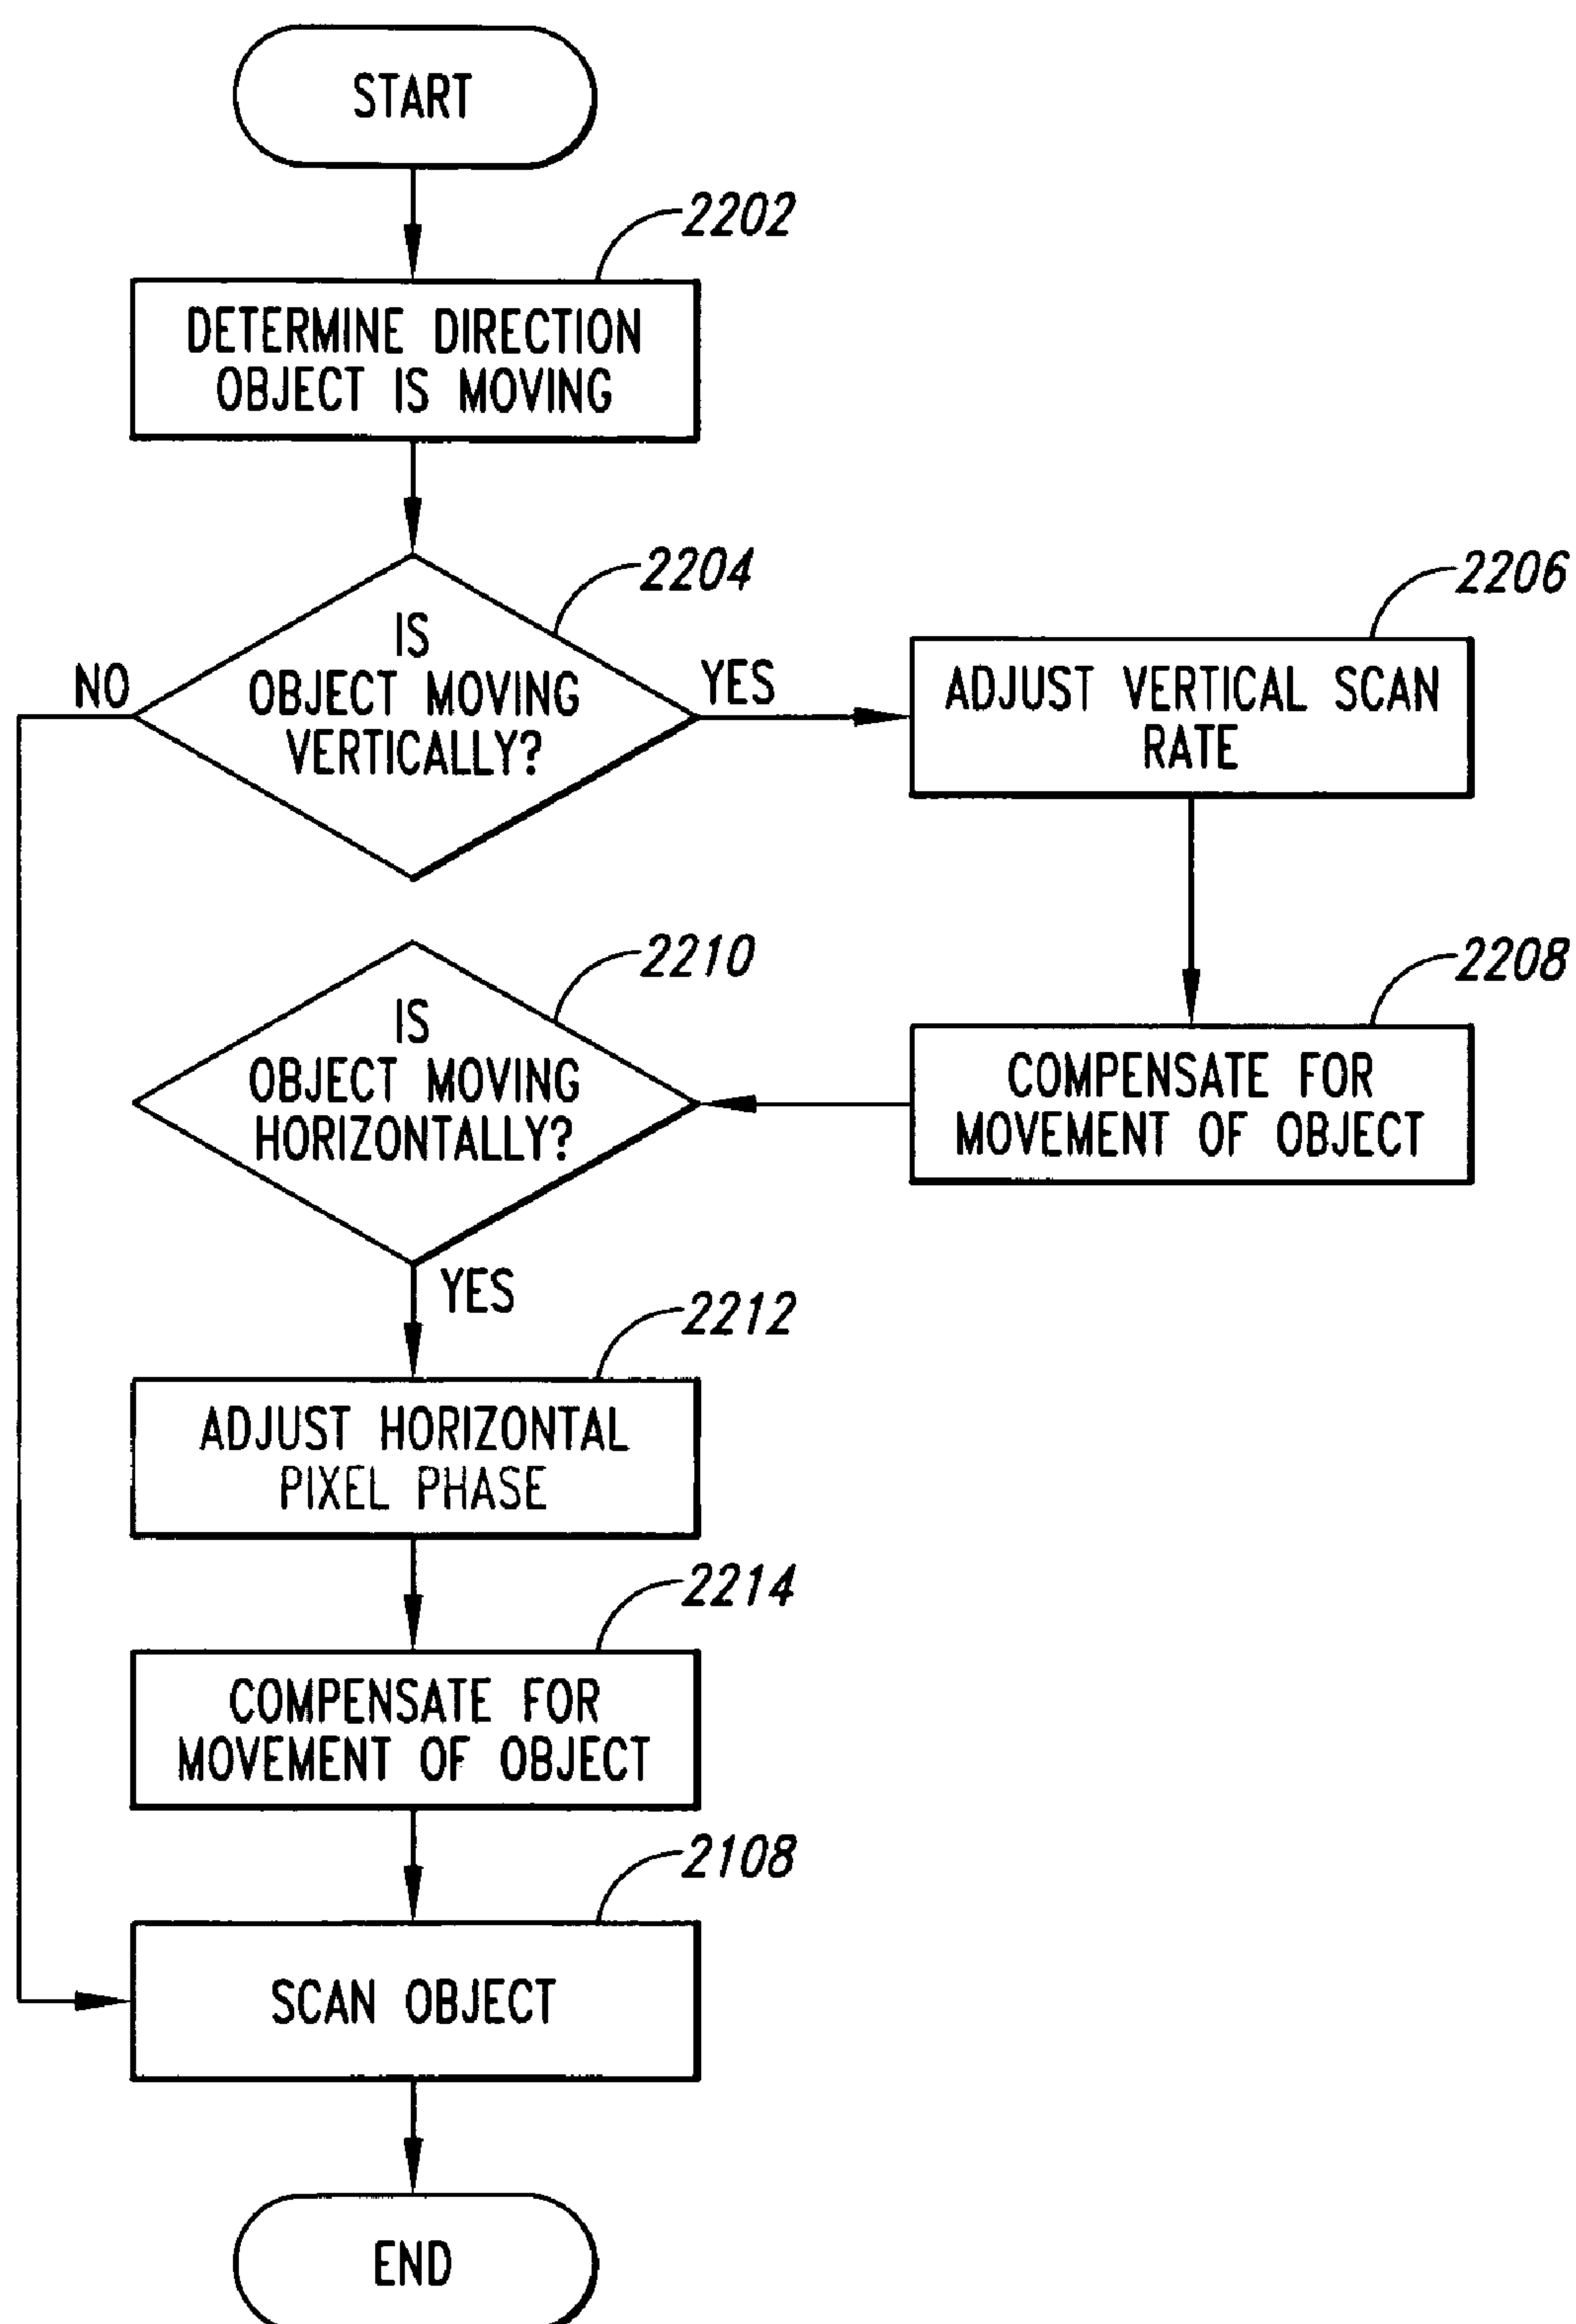 START
2202
DETERMINE DIRECTION
OBJECT IS MOVING
2204
IS
OBJECT MOVING
VERTICALLY?
NO
YES
2206
ADJUST VERTICAL SCAN
RATE
2208
COMPENSATE FOR
MOVEMENT OF OBJECT
2210
IS
OBJECT MOVING
HORIZONTALLY?
YES
2212
ADJUST HORIZONTAL
PIXEL PHASE
2214
COMPENSATE FOR
MOVEMENT OF OBJECT
2108
SCAN OBJECT
END